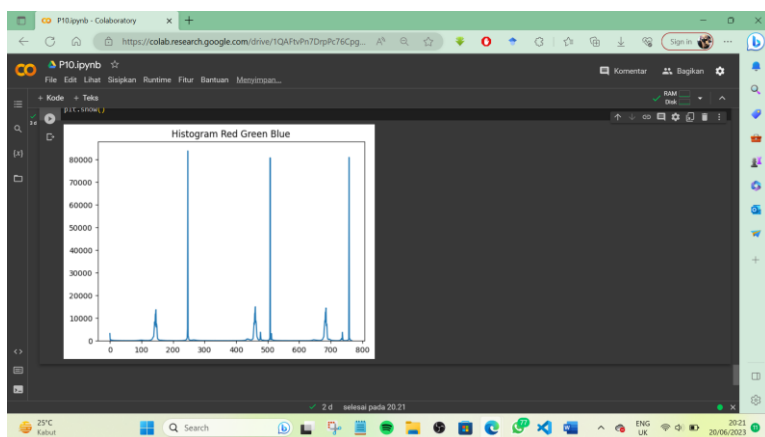 P10.ipynb - Colaboratory
https://colab.research.google.com/drive/1QAFtvPn7DrpPc76Cpg...
Sign in
P10.ipynb
Komentar
Bagikan
File Edit Lihat Sisipkan Runtime Fitur Bantuan Menyimpan...
+ Kode + Teks
RAM
Disk
plt.show()
3 d
Histogram Red Green Blue
80000
70000
60000
50000
40000
30000
20000
10000
0
0 100 200 300 400 500 600 700 800
2 d selesai pada 20.21
25°C
Kabut
Search
ENG
UK
20:21
20/06/2023